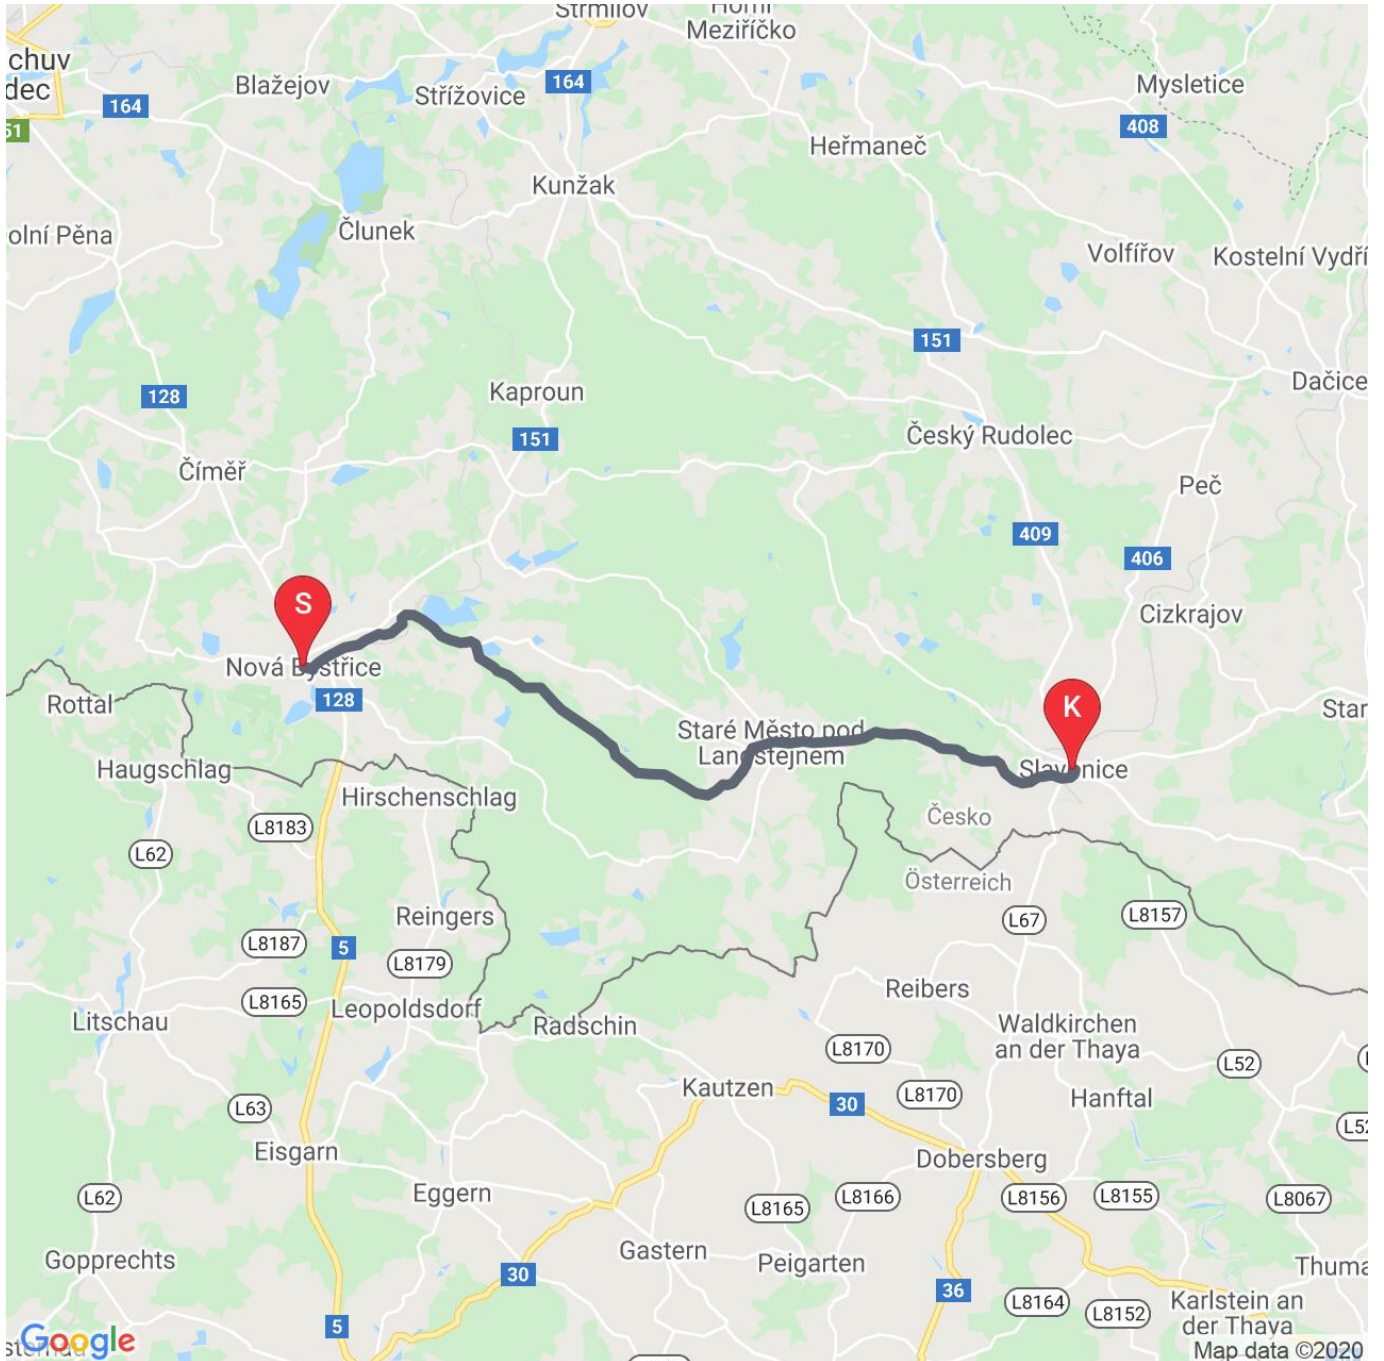 Strmilov
Horní
Meziříčko
chuv
dec
Blažejov
164
Střížovice
164
Mysletice
51
408
Heřmaneč
Kunžak
olní Pěna
Člunek
Volfířov
Kostelní Vydří
151
Dačice
128
Kaproun
151
Český Rudolec
Číměř
Peč
409
406
S
Cizkrajov
Nová Bystřice
128
Rottal
K
Star
Staré Město pod
Landštejnem
Haugschlag
Slavonice
Hirschenschlag
L8183
Česko
L62
Österreich
Reingers
L67
L8157
L8187
5
L8179
Reibers
L8165
Leopoldsdorf
Litschau
Radschin
Waldkirchen
an der Thaya
L8170
L52
Kautzen
L8170
Hanftal
L63
30
L52
Eisgarn
Dobersberg
Eggern
L62
L8165
L8166
L8156
L8155
L8067
Gastern
Gopprechts
Peigarten
Thuma
30
36
L8164
L8152
Karlstein an
der Thaya
5
Google
Map data ©2020